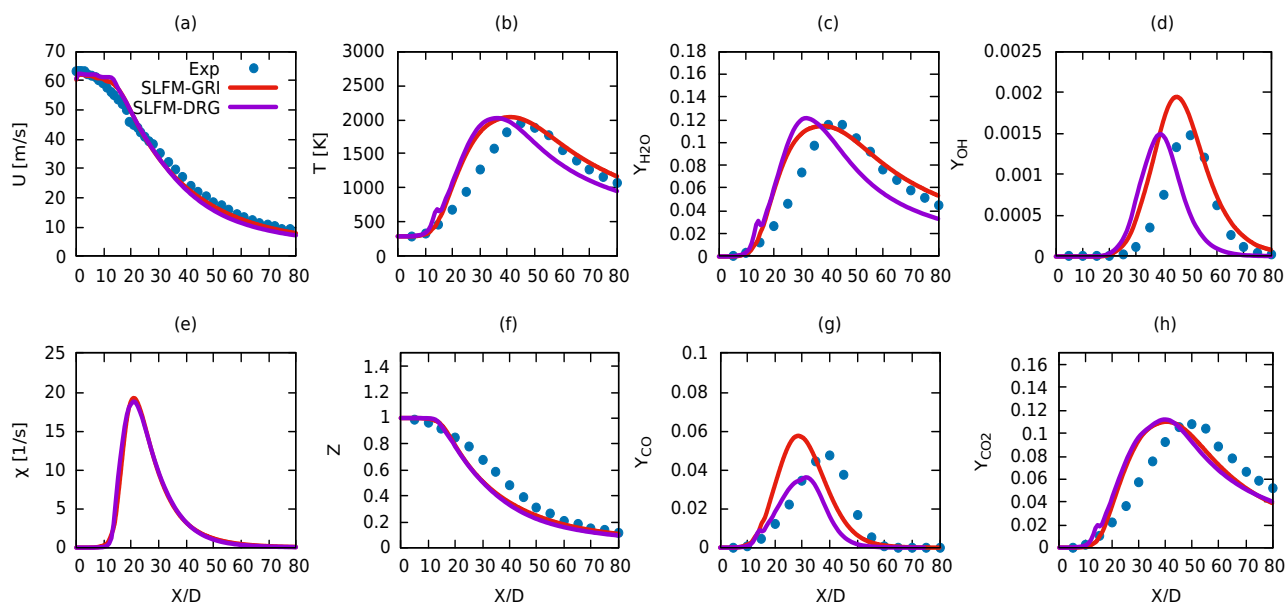 (a)
U [m/s]
70
60
50
40
30
20
10
0
Exp
SLFM-GRI
SLFM-DRG
0 10 20 30 40 50 60 70 80
(b)
T [K]
3000
2500
2000
1500
1000
500
0
0 10 20 30 40 50 60 70 80
(c)
Y_H2O
0.18
0.16
0.14
0.12
0.1
0.08
0.06
0.04
0.02
0
0 10 20 30 40 50 60 70 80
(d)
Y_OH
0.0025
0.002
0.0015
0.001
0.0005
0
0 10 20 30 40 50 60 70 80
(e)
χ [1/s]
25
20
15
10
5
0
0 10 20 30 40 50 60 70 80
X/D
(f)
Z
1.4
1.2
1
0.8
0.6
0.4
0.2
0
0 10 20 30 40 50 60 70 80
X/D
(g)
Y_CO
0.1
0.08
0.06
0.04
0.02
0
0 10 20 30 40 50 60 70 80
X/D
(h)
Y_CO2
0.16
0.14
0.12
0.10
0.08
0.06
0.04
0.02
0
0 10 20 30 40 50 60 70 80
X/D